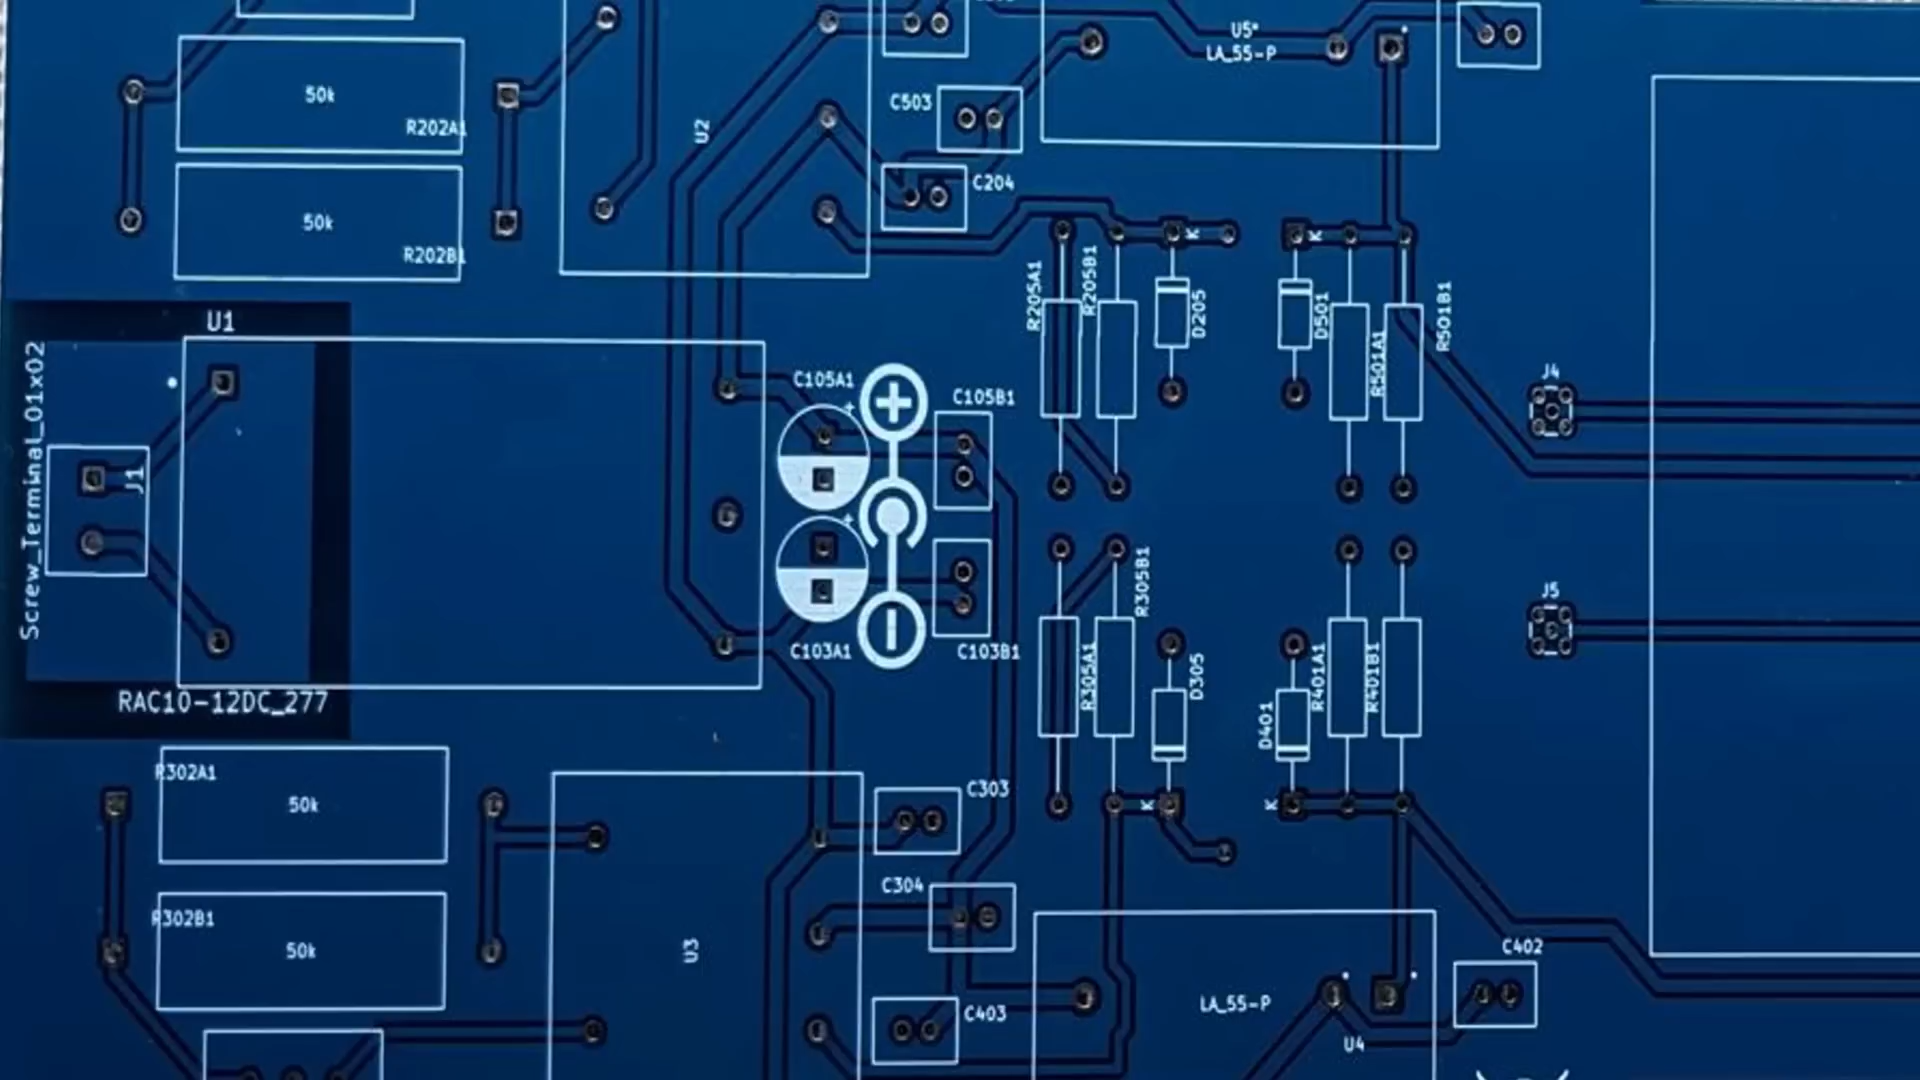 U5*
LA_55-P
50k
R202A1
C503
U2
C204
50k
R202B1
K
K
R205A1
R205B1
D205
D501
R501A1
R501B1
U1
Screw_Terminal_01x02
J1
C105A1
+
C105B1
J4
+
C103A1
C103B1
R305B1
R305A1
D305
D401
R401A1
R401B1
J5
RAC10-12DC_277
R302A1
50k
C303
K
K
R302B1
50k
U3
C304
C403
LA_55-P
U4
C402